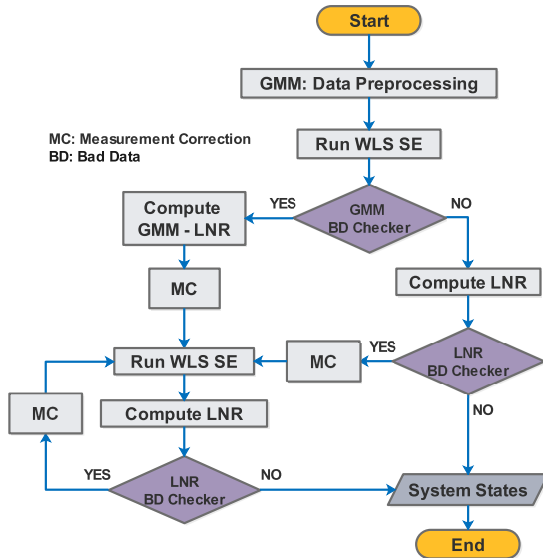 Start
GMM: Data Preprocessing
MC: Measurement Correction
BD: Bad Data
Run WLS SE
YES
NO
GMM
BD Checker
Compute
GMM - LNR
Compute LNR
MC
YES
LNR
BD Checker
MC
Run WLS SE
NO
MC
Compute LNR
YES
NO
LNR
BD Checker
System States
End